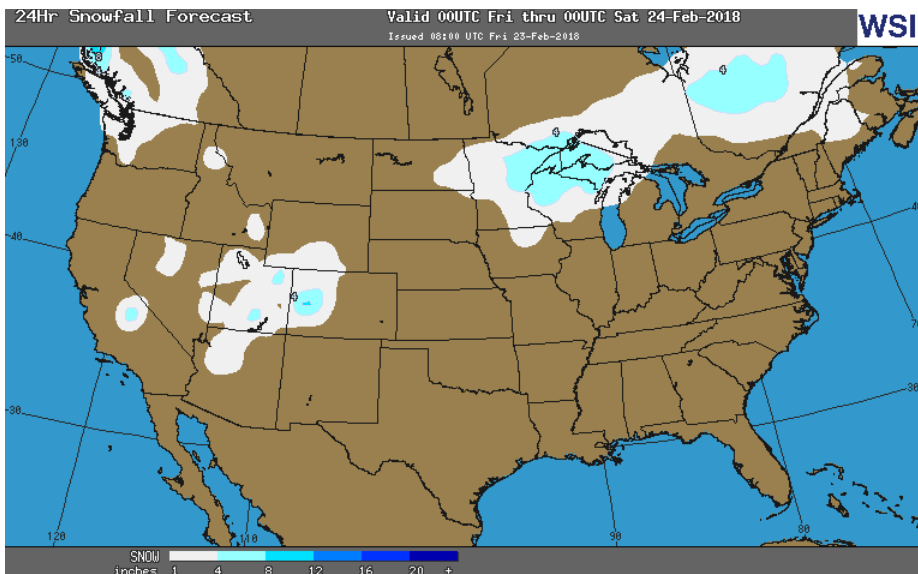 24Hr Snowfall Forecast
Valid 00UTC Fri thru 00UTC Sat 24-Feb-2018
Issued 08:00 UTC Fri 23-Feb-2018
WSI
8
4
50
4
130
40
4
30
30
120
110
90
80
SNOW
inches 1 4 8 12 16 20 +